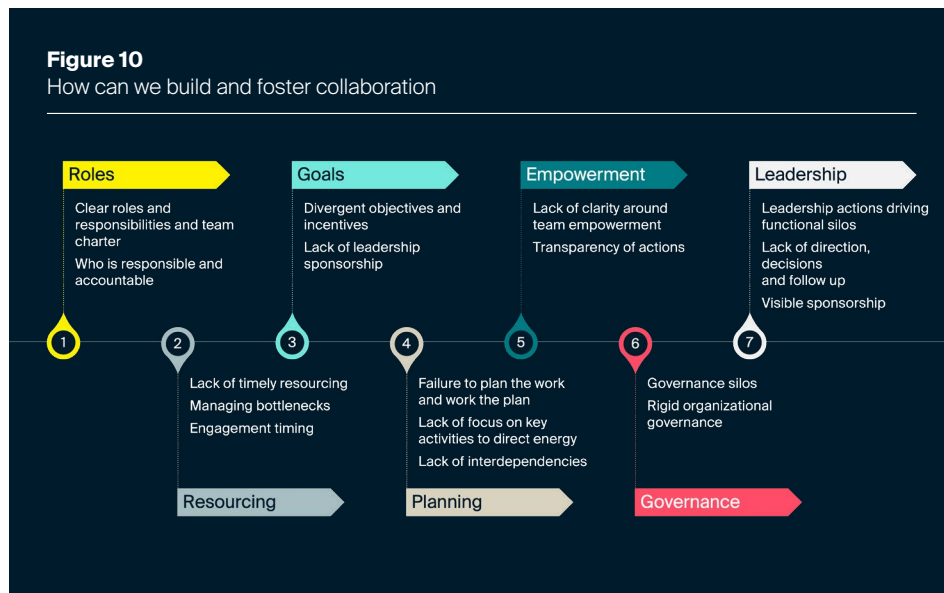 Figure 10
How can we build and foster collaboration
Roles
Clear roles and
responsibilities and team
charter
Who is responsible and
accountable
1
Resourcing
2
Lack of timely resourcing
Managing bottlenecks
Engagement timing
Goals
Divergent objectives and
incentives
Lack of leadership
sponsorship
3
Planning
4
Failure to plan the work
and work the plan
Lack of focus on key
activities to direct energy
Lack of interdependencies
Empowerment
Lack of clarity around
team empowerment
Transparency of actions
5
Governance
6
Governance silos
Rigid organizational
governance
Leadership
Leadership actions driving
functional silos
Lack of direction,
decisions
and follow up
Visible sponsorship
7